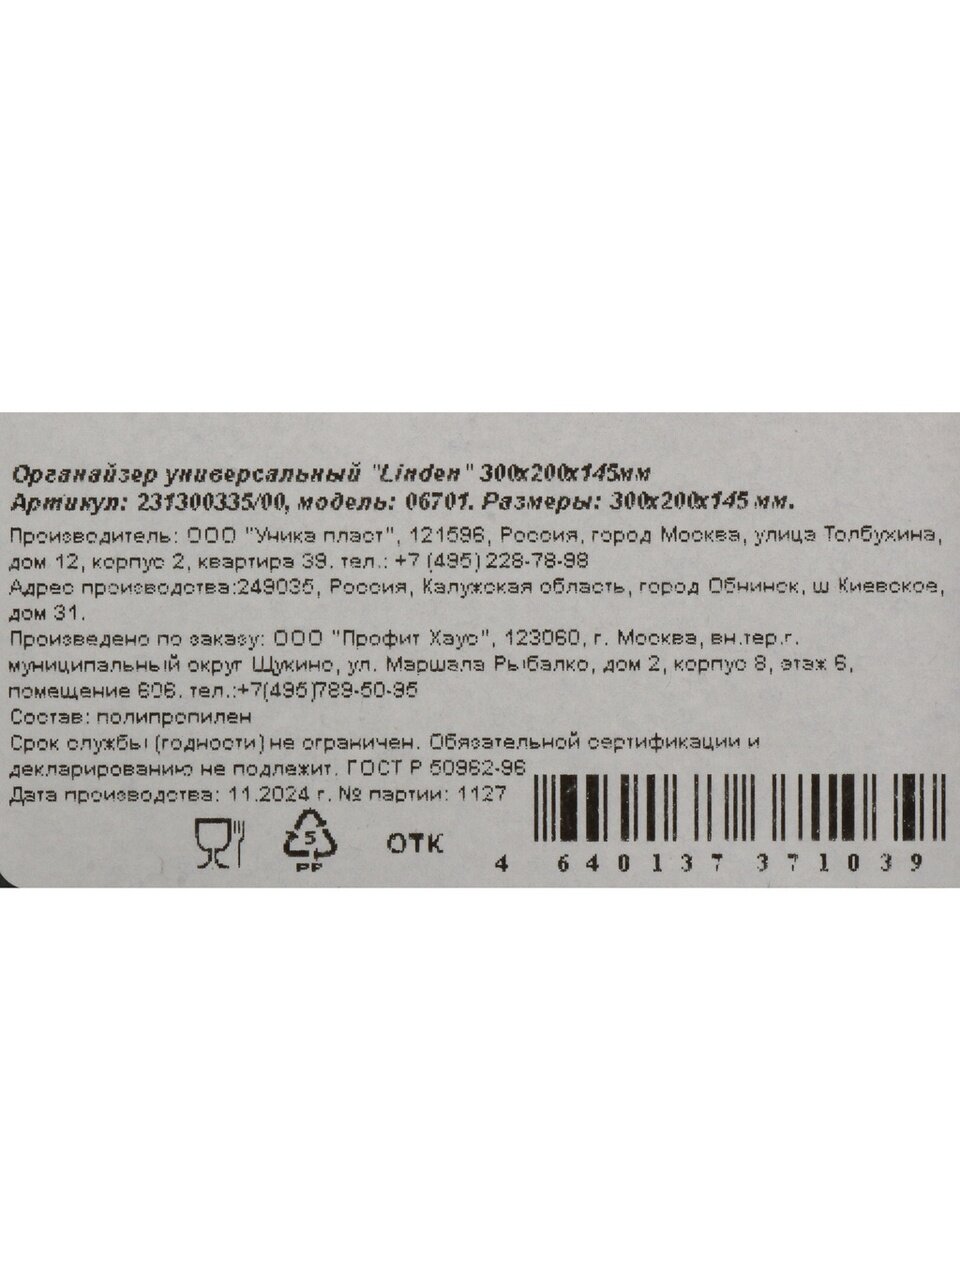 Органайзер универсальный "Linden" 300х200х145мм
Артикул: 231300335/00, модель: 06701. Размеры: 300х200х145 мм.
Производитель: ООО "Уника пласт", 121596, Россия, город Москва, улица Толбухина,
дом 12, корпус 2, квартира 39. тел.: +7 (495) 228-78-98
Адрес производства:249035, Россия, Калужская область, город Обнинск, ш Киевское,
дом 31.
Произведено по заказу: ООО "Профит Хаус", 123060, г. Москва, вн.тер.г.
муниципальный округ Щукино, ул. Маршала Рыбалко, дом 2, корпус 8, этаж 6,
помещение 606. тел.:+7(495)789-50-95
Состав: полипропилен
Срок службы (годности) не ограничен. Обязательной сертификации и
декларированию не подлежит. ГОСТ Р 50962-96
Дата производства: 11.2024 г. № партии: 1127
5
PP
ОТК
4 640137 371039